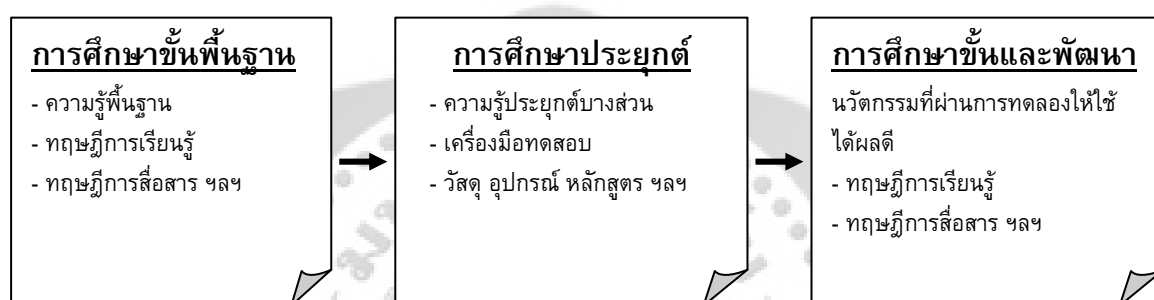 การศึกษาขั้นพื้นฐาน
- ความรู้พื้นฐาน
- ทฤษฎีการเรียนรู้
- ทฤษฎีการสื่อสาร ฯลฯ
การศึกษาประยุกต์
- ความรู้ประยุกต์บางส่วน
- เครื่องมือทดสอบ
- วัสดุ อุปกรณ์ หลักสูตร ฯลฯ
การศึกษาขั้นและพัฒนา
นวัตกรรมที่ผ่านการทดลองให้ใช้
ได้ผลดี
- ทฤษฎีการเรียนรู้
- ทฤษฎีการสื่อสาร ฯลฯ